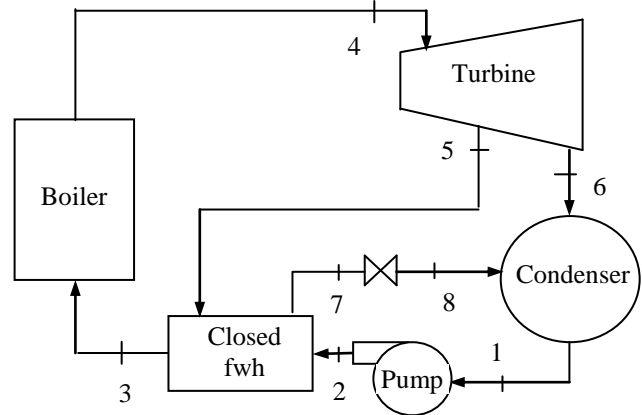 4
Turbine
5
6
Boiler
Condenser
7
8
Closed
fwh
1
2
3
Pump